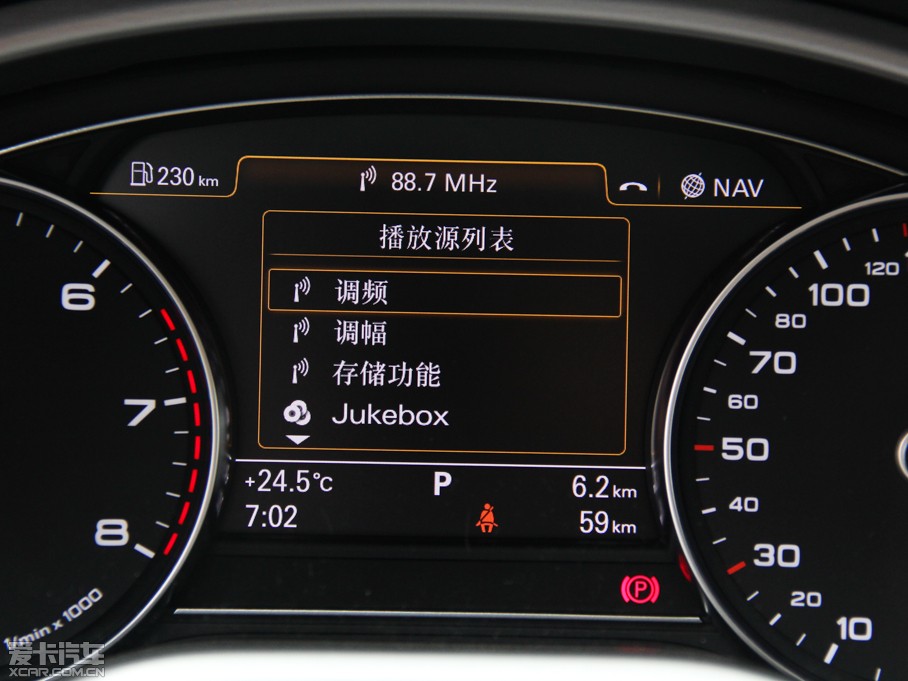 230 km
88.7 MHz
NAV
播放源列表
调频
调幅
存储功能
Jukebox
+24.5°C
P
6.2 km
7:02
59 km
P
6
7
8
1/min x 1000
120
100
80
70
60
50
40
30
20
10
爱卡汽车
XCAR.COM.CN